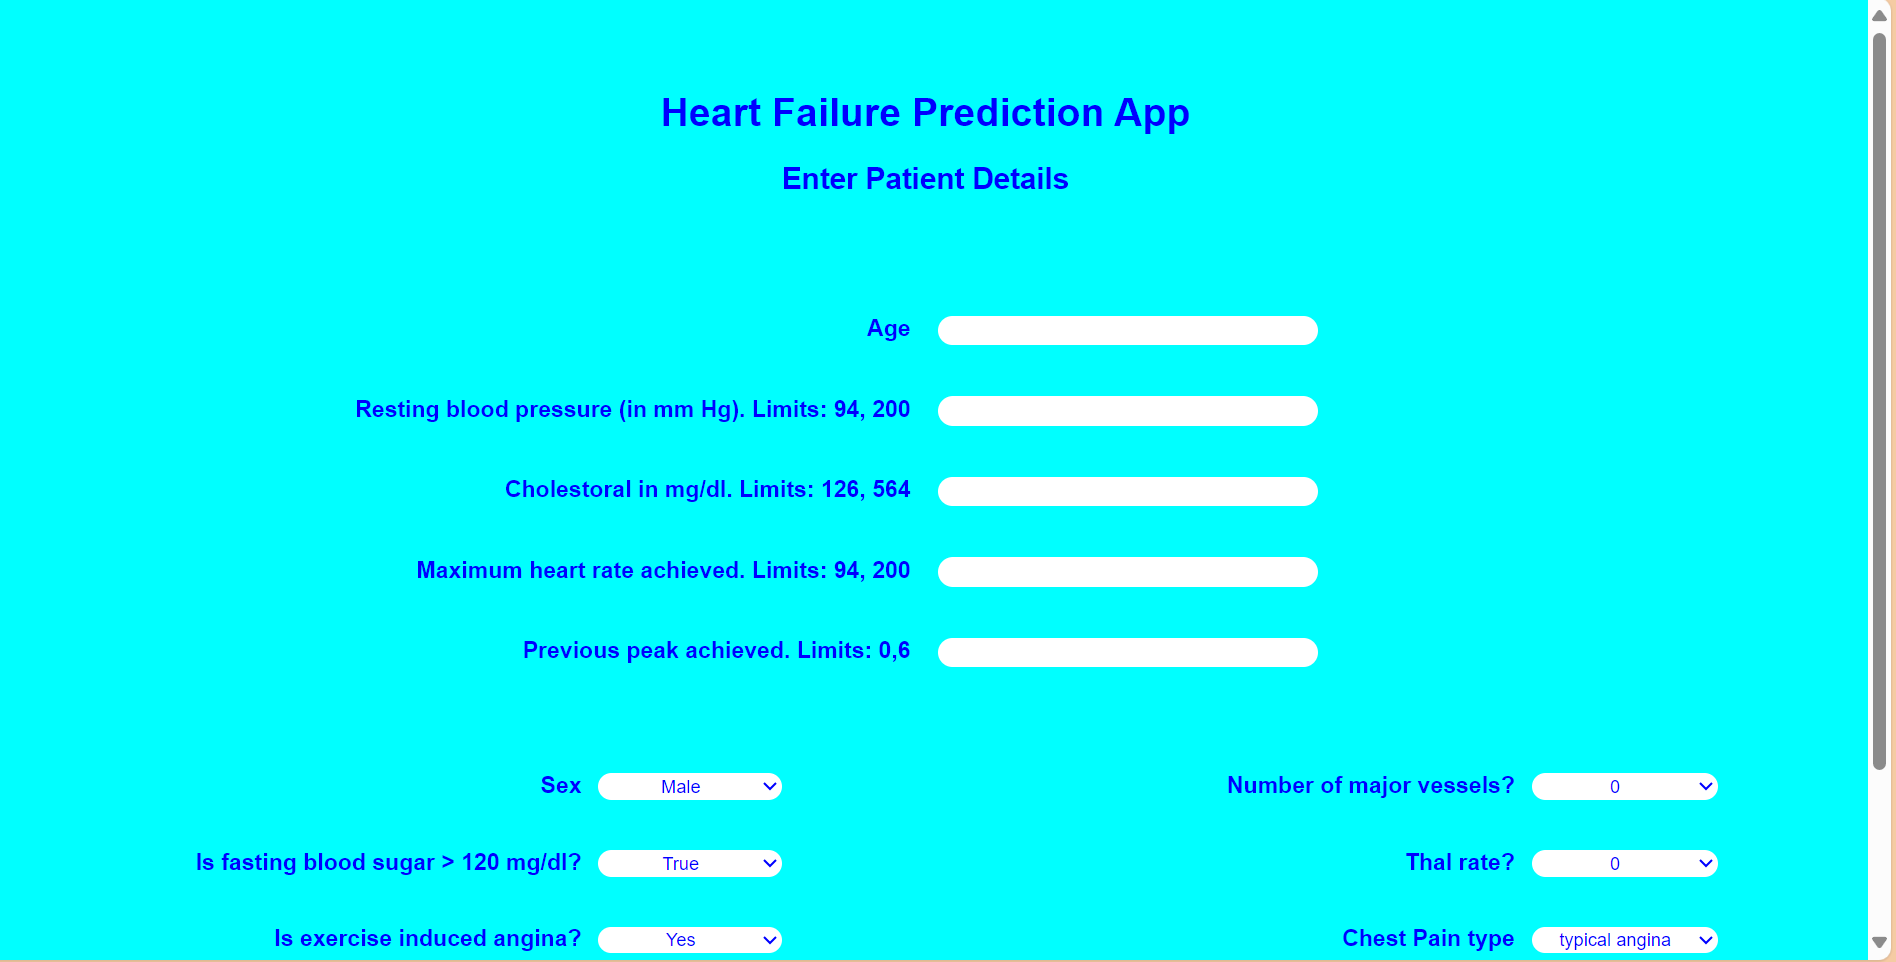 Heart Failure Prediction App
Enter Patient Details
Age
Resting blood pressure (in mm Hg). Limits: 94, 200
Cholestoral in mg/dl. Limits: 126, 564
Maximum heart rate achieved. Limits: 94, 200
Previous peak achieved. Limits: 0,6
Sex Male
Number of major vessels? 0
Is fasting blood sugar > 120 mg/dl? True
Thal rate? 0
Is exercise induced angina? Yes
Chest Pain type typical angina